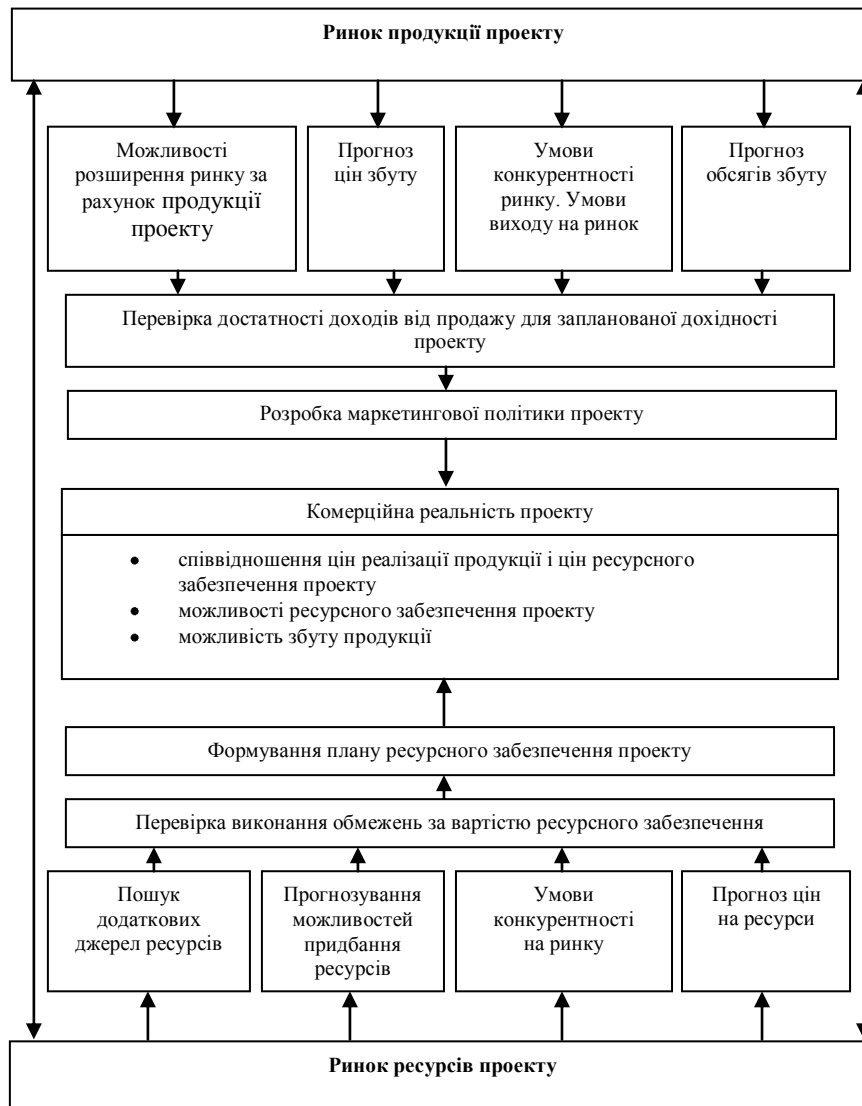 Ринок продукції проекту
Можливості
розширення ринку за
рахунок продукції
проекту
Прогноз
цін збуту
Умови
конкурентності
ринку. Умови
виходу на ринок
Прогноз
обсягів збуту
Перевірка достатності доходів від продажу для запланованої дохідності
проекту
Розробка маркетингової політики проекту
Комерційна реальність проекту
• співвідношення цін реалізації продукції і цін ресурсного
забезпечення проекту
• можливості ресурсного забезпечення проекту
• можливість збуту продукції
Формування плану ресурсного забезпечення проекту
Перевірка виконання обмежень за вартістю ресурсного забезпечення
Пошук
додаткових
джерел ресурсів
Прогнозування
можливостей
придбання
ресурсів
Умови
конкурентності
на ринку
Прогноз цін
на ресурси
Ринок ресурсів проекту